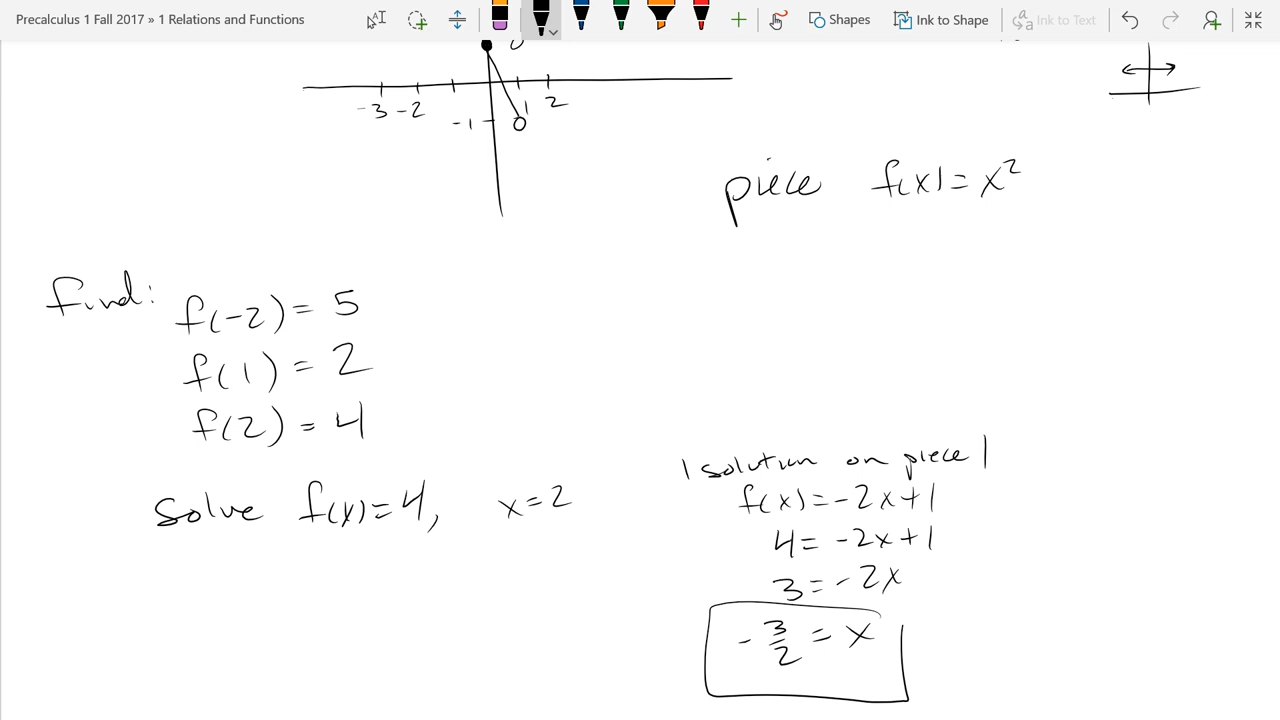 Precalculus 1 Fall 2017 » 1 Relations and Functions
Shapes
Ink to Shape
Ink to Text
-3 -2 1 2
-1
piece f(x) = x²
find:
f(-2) = 5
f(1) = 2
f(2) = 4
Solve f(x) = 4, x = 2
1 solution on piece 1
f(x) = -2x + 1
4 = -2x + 1
3 = -2x
-3/2 = x